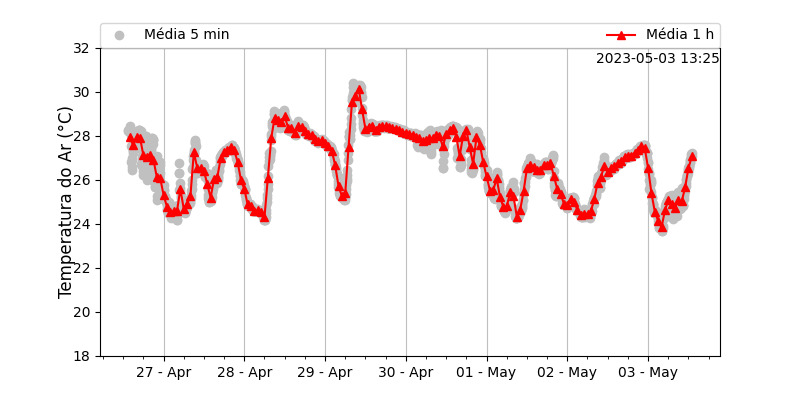 Média 5 min
Média 1 h
2023-05-03 13:25
Temperatura do Ar (°C)
32
30
28
26
24
22
20
18
27 - Apr
28 - Apr
29 - Apr
30 - Apr
01 - May
02 - May
03 - May